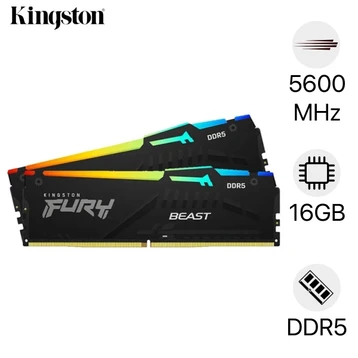 Kingston
5600
MHz
16GB
DDR5
DDR5
DDR5
KINGSTON
FURY
BEAST